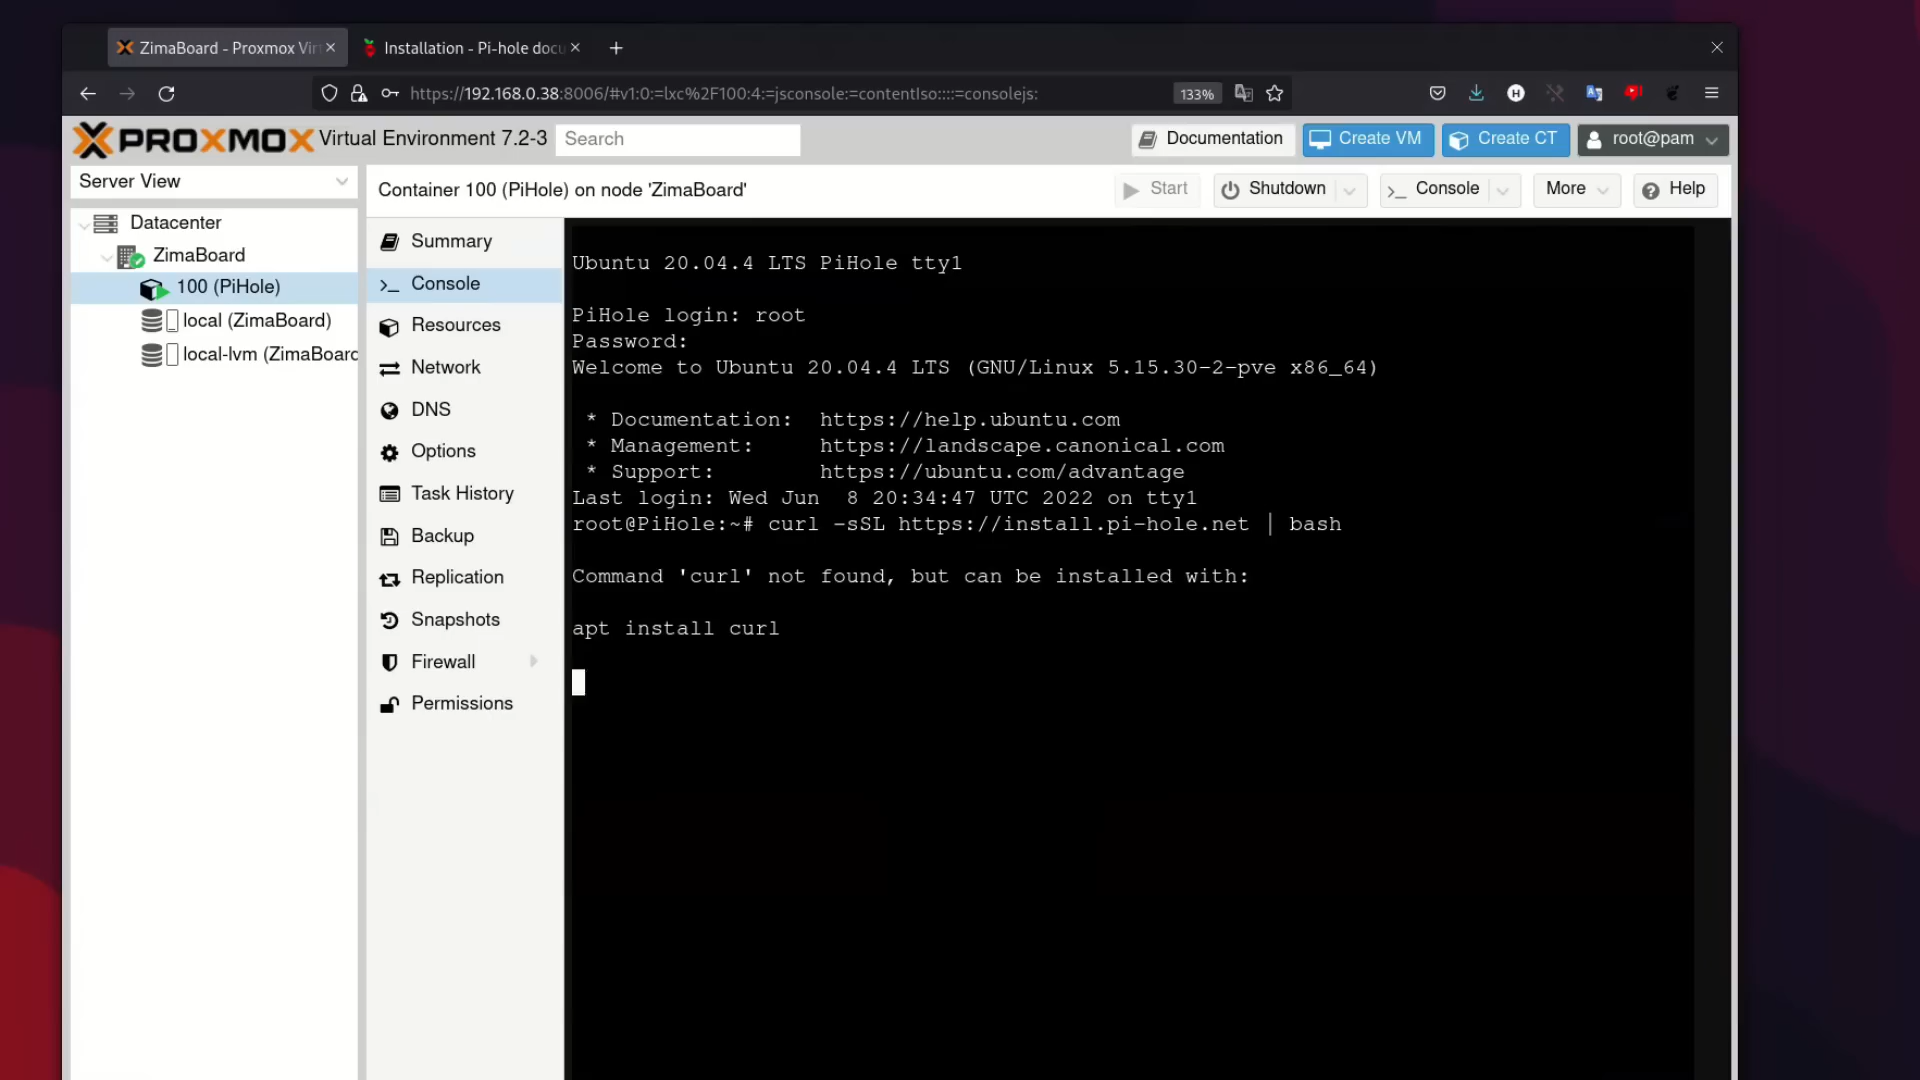 ZimaBoard - Proxmox Vir
Installation - Pi-hole docu
https://192.168.0.38:8006/#v1:0:=lxc%2F100:4:=jsconsole:=contentIso::::=consolejs:
133%
PROXMOX Virtual Environment 7.2-3
Search
Documentation
Create VM
Create CT
root@pam
Server View
Container 100 (PiHole) on node 'ZimaBoard'
Start
Shutdown
Console
More
Help
Datacenter
ZimaBoard
100 (PiHole)
local (ZimaBoard)
local-lvm (ZimaBoard
Summary
Console
Resources
Network
DNS
Options
Task History
Backup
Replication
Snapshots
Firewall
Permissions
Ubuntu 20.04.4 LTS PiHole tty1
PiHole login: root
Password:
Welcome to Ubuntu 20.04.4 LTS (GNU/Linux 5.15.30-2-pve x86_64)
* Documentation:  https://help.ubuntu.com
* Management:     https://landscape.canonical.com
* Support:        https://ubuntu.com/advantage
Last login: Wed Jun  8 20:34:47 UTC 2022 on tty1
root@PiHole:~# curl -sSL https://install.pi-hole.net | bash
Command 'curl' not found, but can be installed with:
apt install curl